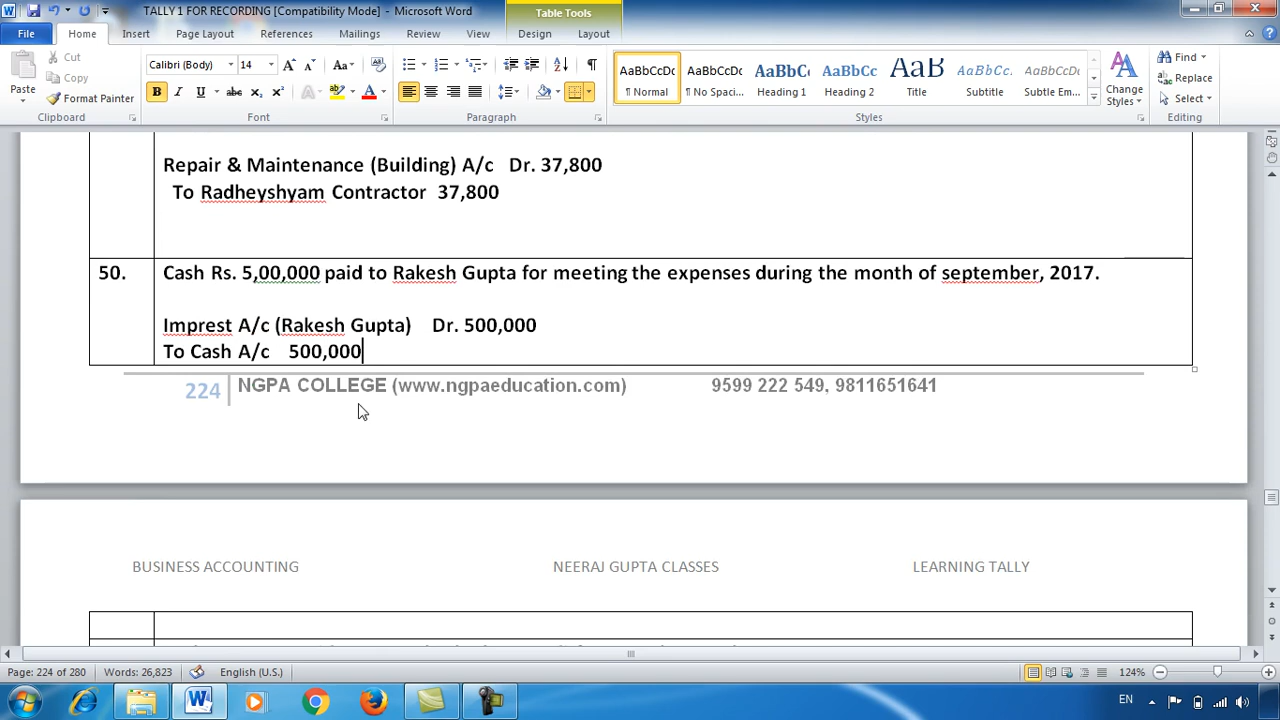 TALLY 1 FOR RECORDING [Compatibility Mode] - Microsoft Word
Table Tools
File Home Insert Page Layout References Mailings Review View Design Layout
Cut
Copy
Format Painter
Paste
Clipboard
Calibri (Body) 14
Font
Paragraph
AaBbCcDc AaBbCcDc AaBbCc AaBbCc AaB AaBbCcL AaBbCcDc
¶ Normal ¶ No Spaci... Heading 1 Heading 2 Title Subtitle Subtle Em...
Change Styles
Styles
Find
Replace
Select
Editing
Repair & Maintenance (Building) A/c Dr. 37,800
To Radheyshyam Contractor 37,800
50. Cash Rs. 5,00,000 paid to Rakesh Gupta for meeting the expenses during the month of september, 2017.
Imprest A/c (Rakesh Gupta) Dr. 500,000
To Cash A/c 500,000
224 NGPA COLLEGE (www.ngpaeducation.com) 9599 222 549, 9811651641
BUSINESS ACCOUNTING NEERAJ GUPTA CLASSES LEARNING TALLY
Page: 224 of 280 Words: 26,823 English (U.S.) 124%
EN 4:22 PM